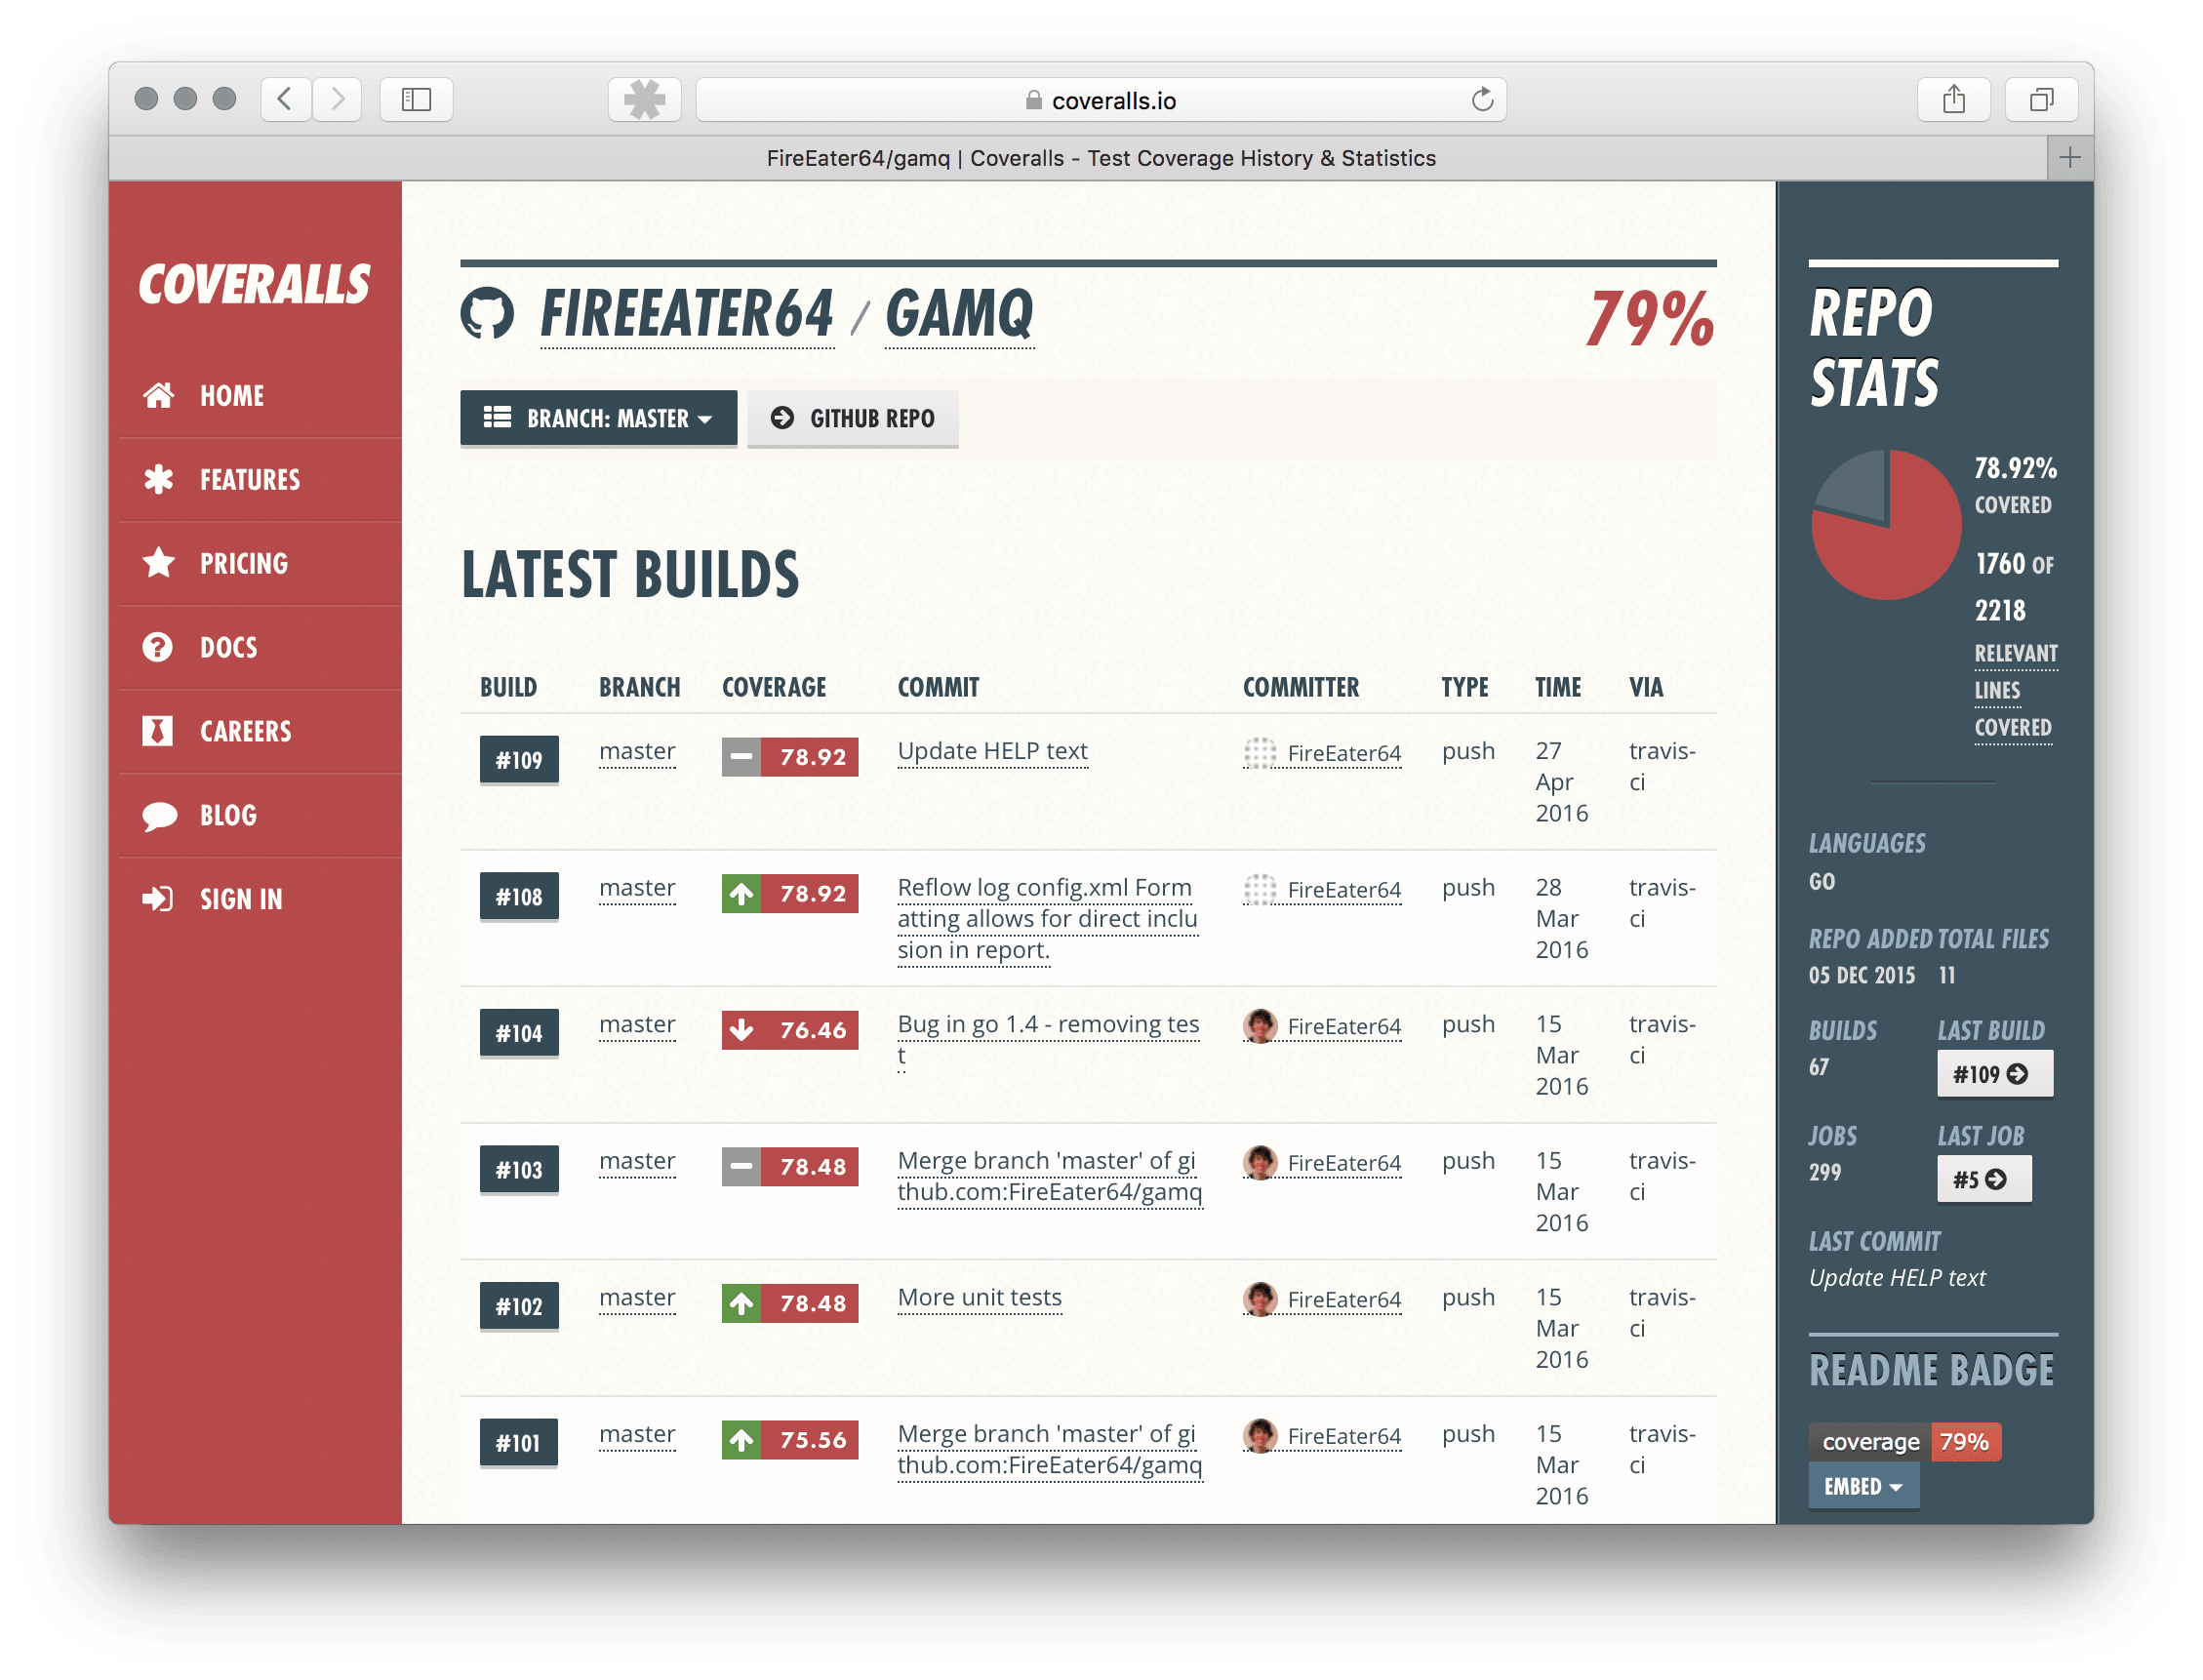 coveralls.io
FireEater64/gamq | Coveralls - Test Coverage History & Statistics
COVERALLS
HOME
FEATURES
PRICING
DOCS
CAREERS
BLOG
SIGN IN
FIREEATER64 / GAMQ
79%
BRANCH: MASTER
GITHUB REPO
LATEST BUILDS
BUILD BRANCH COVERAGE COMMIT COMMITTER TYPE TIME VIA
#109 master 78.92 Update HELP text FireEater64 push 27 travis-
Apr ci
2016
#108 master 78.92 Reflow log config.xml Form FireEater64 push 28 travis-
atting allows for direct inclu Mar ci
sion in report. 2016
#104 master 76.46 Bug in go 1.4 - removing tes FireEater64 push 15 travis-
t Mar ci
2016
#103 master 78.48 Merge branch 'master' of gi FireEater64 push 15 travis-
thub.com:FireEater64/gamq Mar ci
2016
#102 master 78.48 More unit tests FireEater64 push 15 travis-
Mar ci
2016
#101 master 75.56 Merge branch 'master' of gi FireEater64 push 15 travis-
thub.com:FireEater64/gamq Mar ci
2016
REPO
STATS
78.92%
COVERED
1760 OF
2218
RELEVANT
LINES
COVERED
LANGUAGES
GO
REPO ADDED TOTAL FILES
05 DEC 2015 11
BUILDS LAST BUILD
67 #109
JOBS LAST JOB
299 #5
LAST COMMIT
Update HELP text
README BADGE
coverage 79%
EMBED